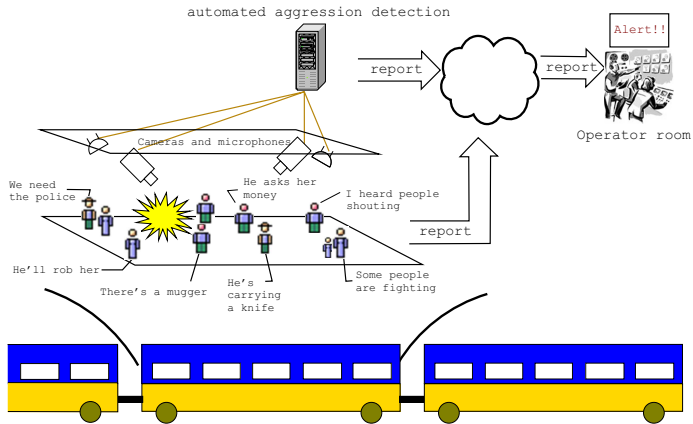 automated aggression detection
Alert!!
report
report
Operator room
Cameras and microphones
We need
the police
He asks her
money
I heard people
shouting
report
He'll rob her
There's a mugger
He's
carrying
a knife
Some people
are fighting